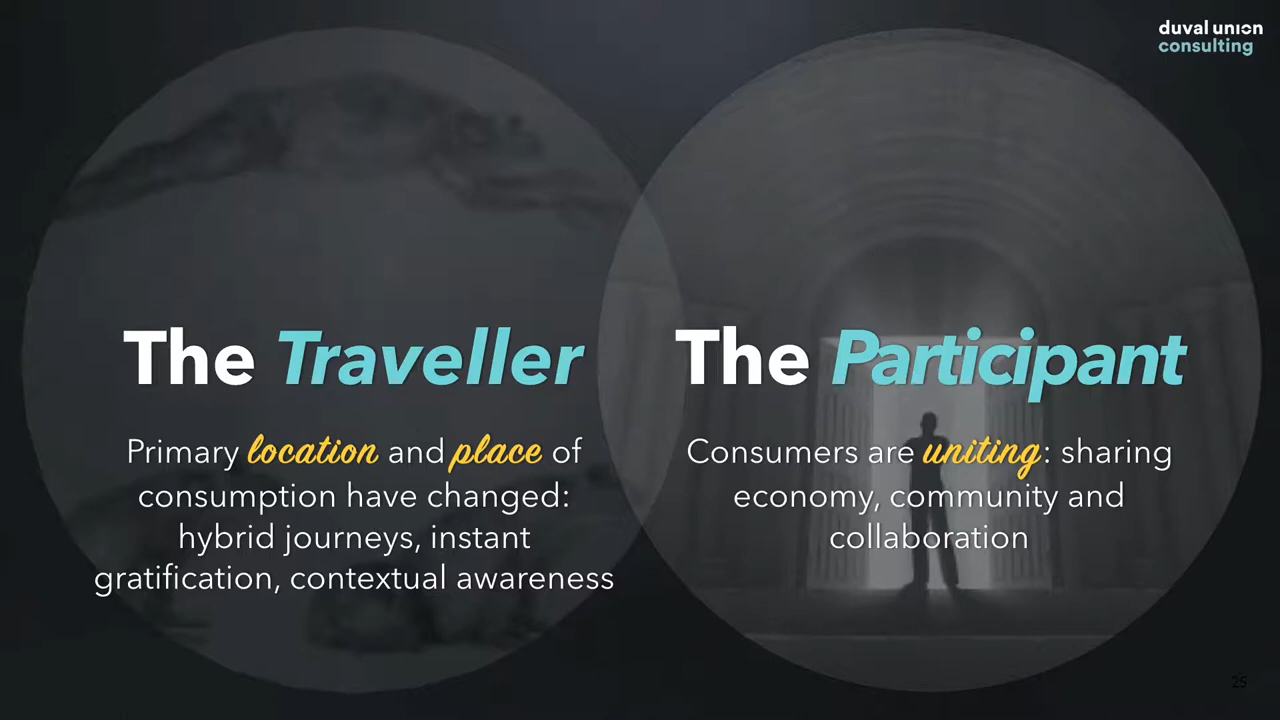 duval union
consulting
The Traveller
Primary location and place of
consumption have changed:
hybrid journeys, instant
gratification, contextual awareness
The Participant
Consumers are uniting: sharing
economy, community and
collaboration
25